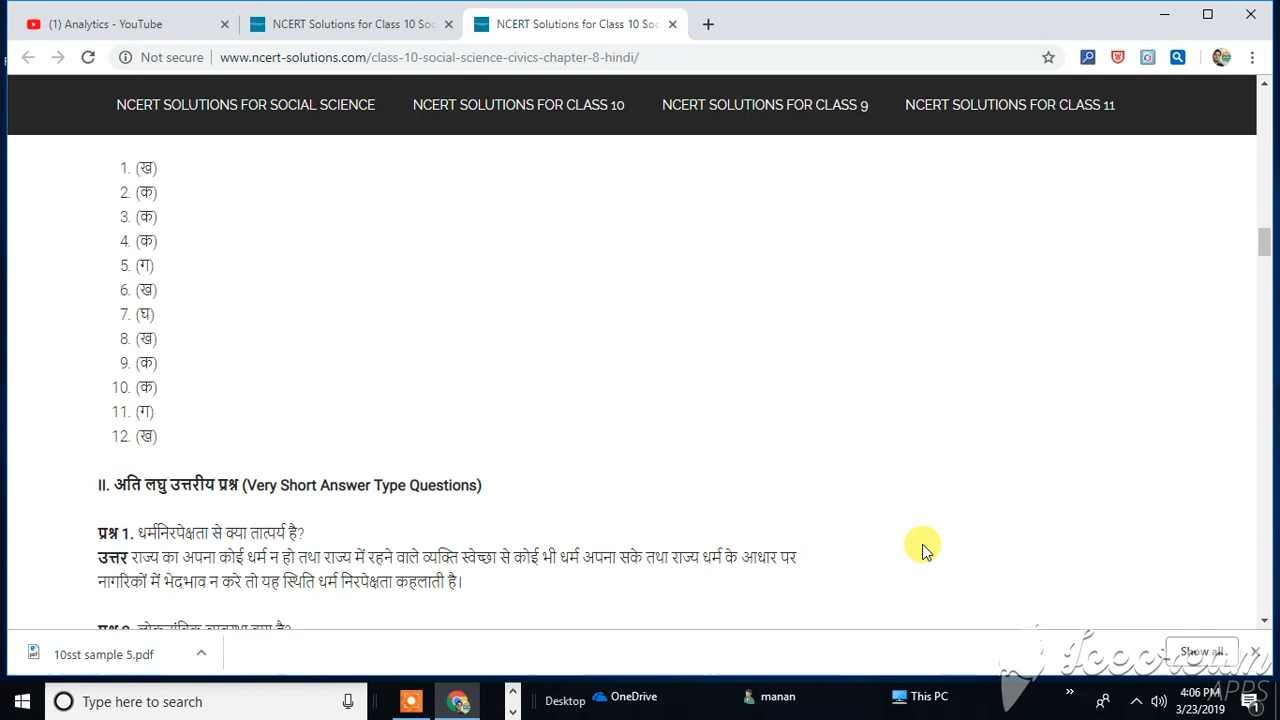 (1) Analytics - YouTube
NCERT Solutions for Class 10 Soc
NCERT Solutions for Class 10 Soc
Not secure
www.ncert-solutions.com/class-10-social-science-civics-chapter-8-hindi/
NCERT SOLUTIONS FOR SOCIAL SCIENCE
NCERT SOLUTIONS FOR CLASS 10
NCERT SOLUTIONS FOR CLASS 9
NCERT SOLUTIONS FOR CLASS 11
1. (ख)
2. (क)
3. (क)
4. (क)
5. (ग)
6. (ख)
7. (घ)
8. (ख)
9. (क)
10. (क)
11. (ग)
12. (ख)
II. अति लघु उत्तरीय प्रश्न (Very Short Answer Type Questions)
प्रश्न 1. धर्मनिरपेक्षता से क्या तात्पर्य है?
उत्तर राज्य का अपना कोई धर्म न हो तथा राज्य में रहने वाले व्यक्ति स्वेच्छा से कोई भी धर्म अपना सके तथा राज्य धर्म के आधार पर
नागरिकों में भेदभाव न करे तो यह स्थिति धर्म निरपेक्षता कहलाती है।
10sst sample 5.pdf
Show all
Icecream
APPS
Type here to search
Desktop
OneDrive
manan
This PC
4:06 PM
3/23/2019